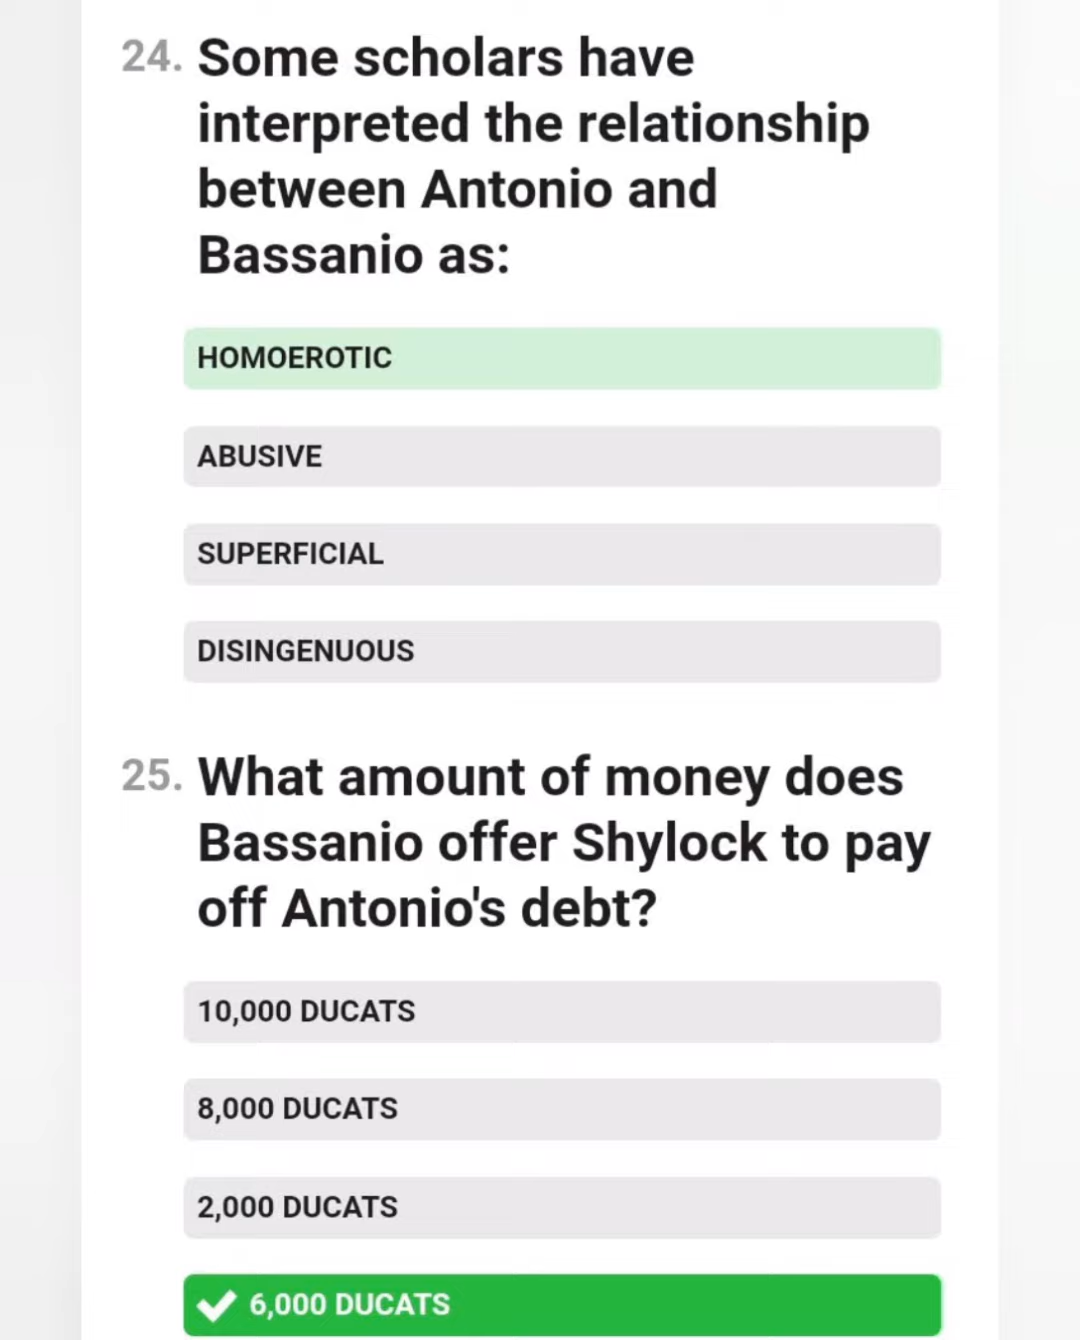 24. Some scholars have
interpreted the relationship
between Antonio and
Bassanio as:
HOMOEROTIC
ABUSIVE
SUPERFICIAL
DISINGENUOUS
25. What amount of money does
Bassanio offer Shylock to pay
off Antonio's debt?
10,000 DUCATS
8,000 DUCATS
2,000 DUCATS
6,000 DUCATS